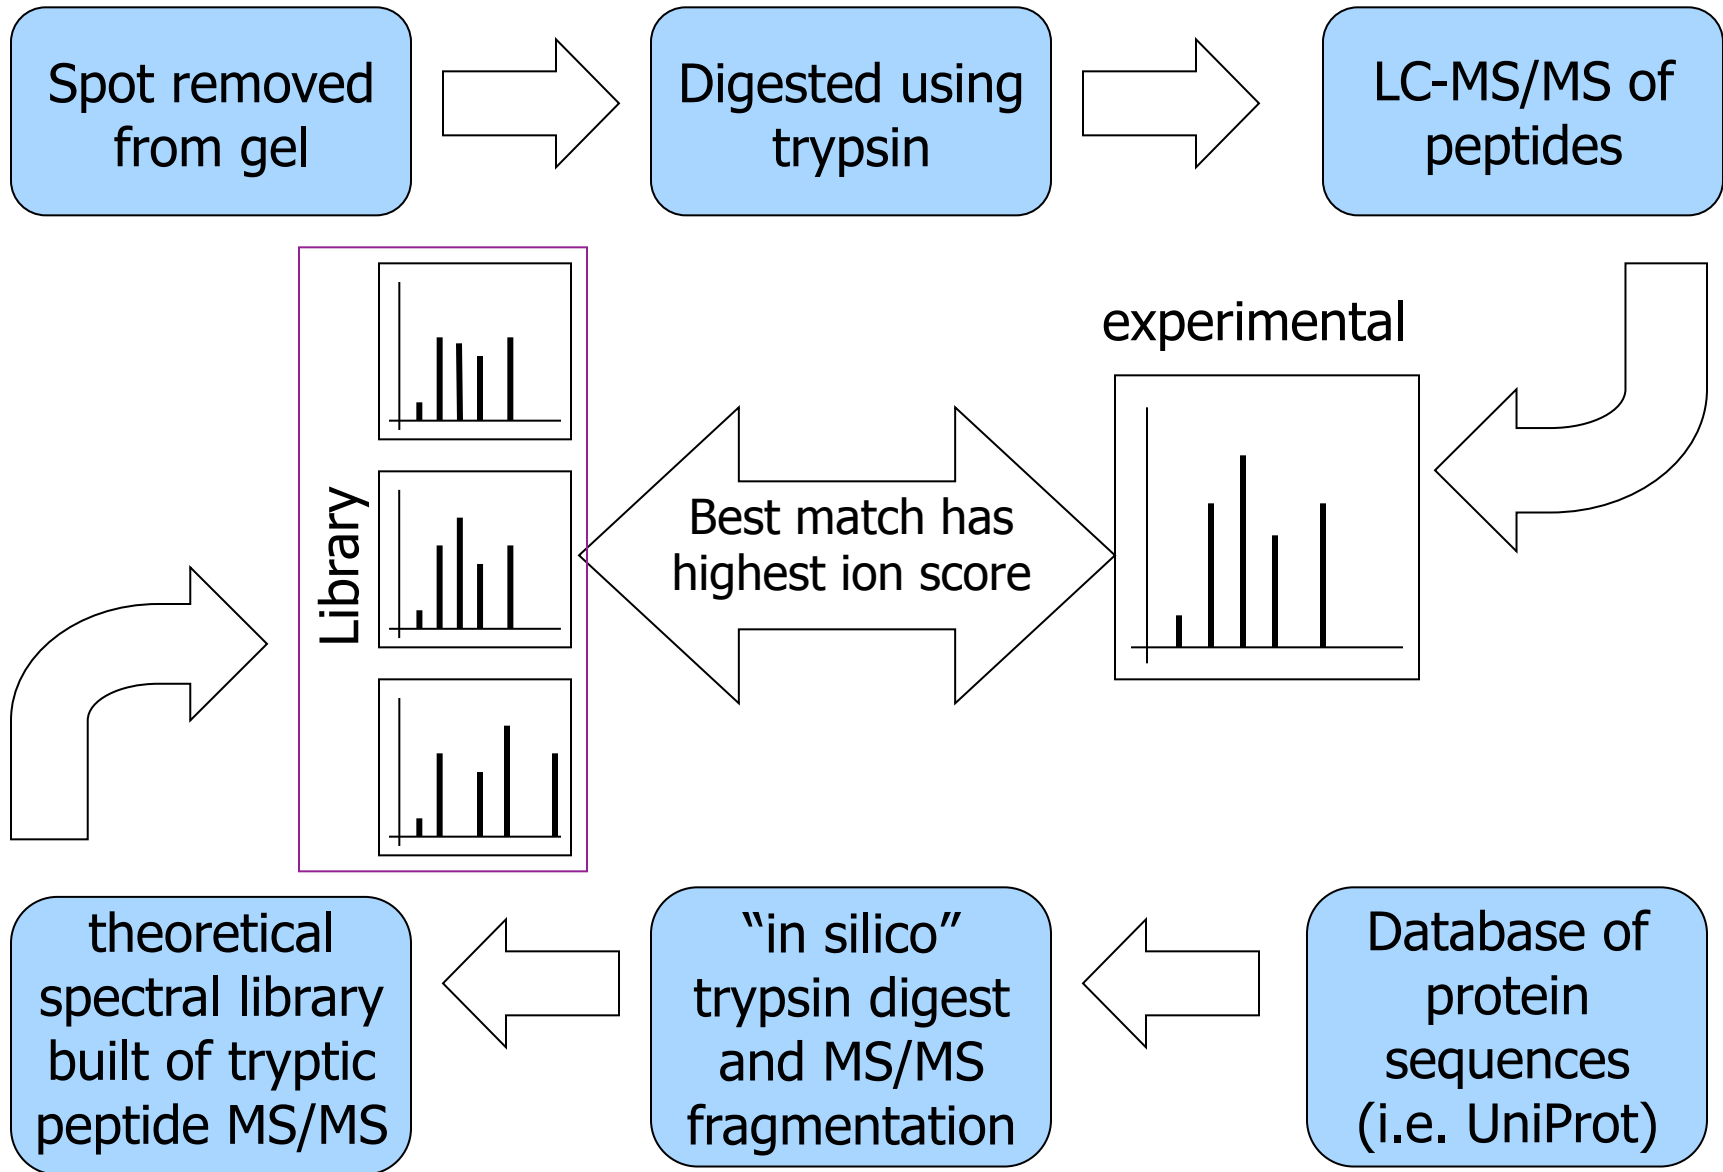 Spot removed
from gel
Digested using
trypsin
LC-MS/MS of
peptides
experimental
Library
Best match has
highest ion score
theoretical
spectral library
built of tryptic
peptide MS/MS
“in silico”
trypsin digest
and MS/MS
fragmentation
Database of
protein
sequences
(i.e. UniProt)